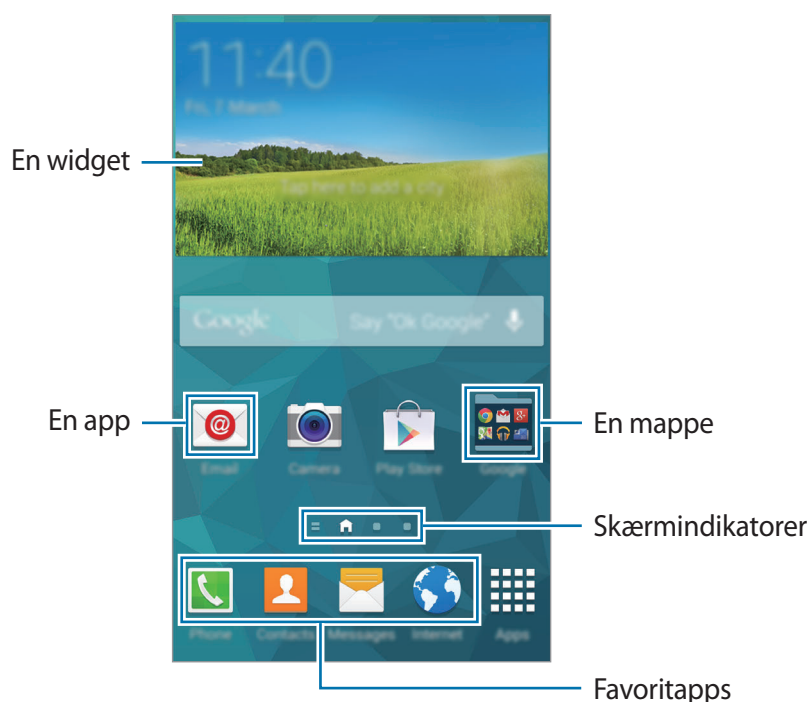 11:40
Fri, 7 March
En widget
Tap here to add a city
Google
Say "Ok Google"
En app
En mappe
Email
Camera
Play Store
Google
Skærmindikatorer
Phone
Contacts
Messages
Internet
Apps
Favoritapps